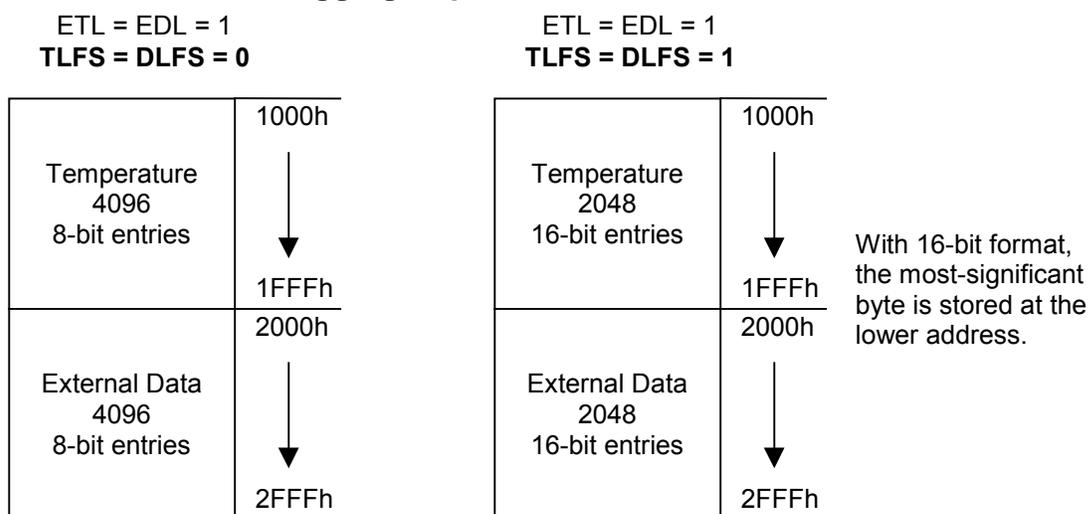 ETL = EDL = 1
TLFS = DLFS = 0
1000h
Temperature
4096
8-bit entries
1FFFh
2000h
External Data
4096
8-bit entries
2FFFh
ETL = EDL = 1
TLFS = DLFS = 1
1000h
Temperature
2048
16-bit entries
1FFFh
2000h
External Data
2048
16-bit entries
2FFFh
With 16-bit format,
the most-significant
byte is stored at the
lower address.